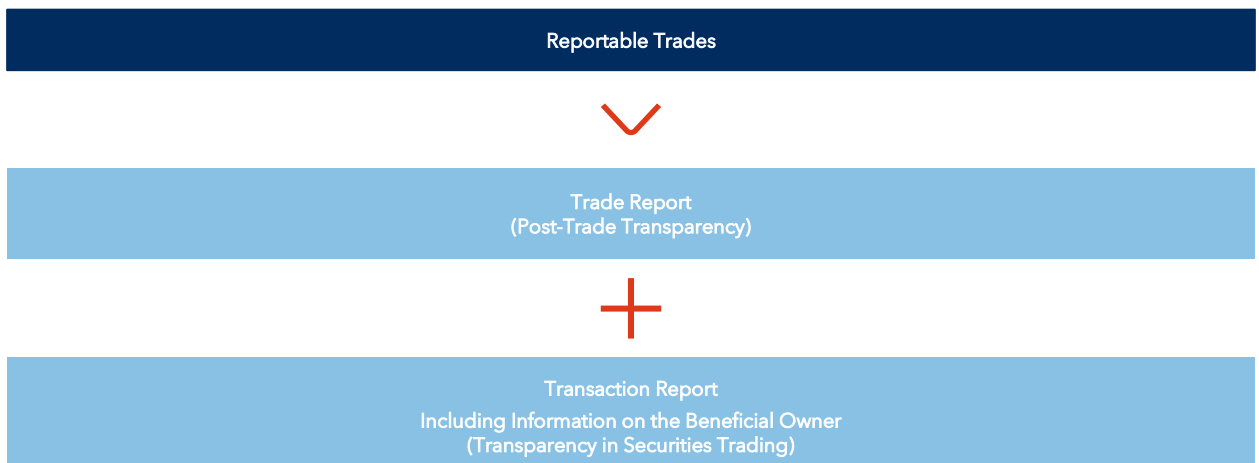 Reportable Trades
Trade Report
(Post-Trade Transparency)
Transaction Report
Including Information on the Beneficial Owner
(Transparency in Securities Trading)